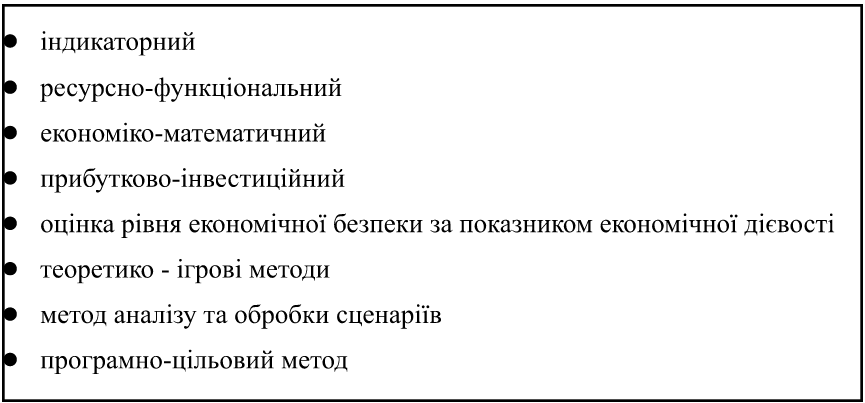 ● індикаторний
● ресурсно-функціональний
● економіко-математичний
● прибутково-інвестиційний
● оцінка рівня економічної безпеки за показником економічної дієвості
● теоретико - ігрові методи
● метод аналізу та обробки сценаріїв
● програмно-цільовий метод